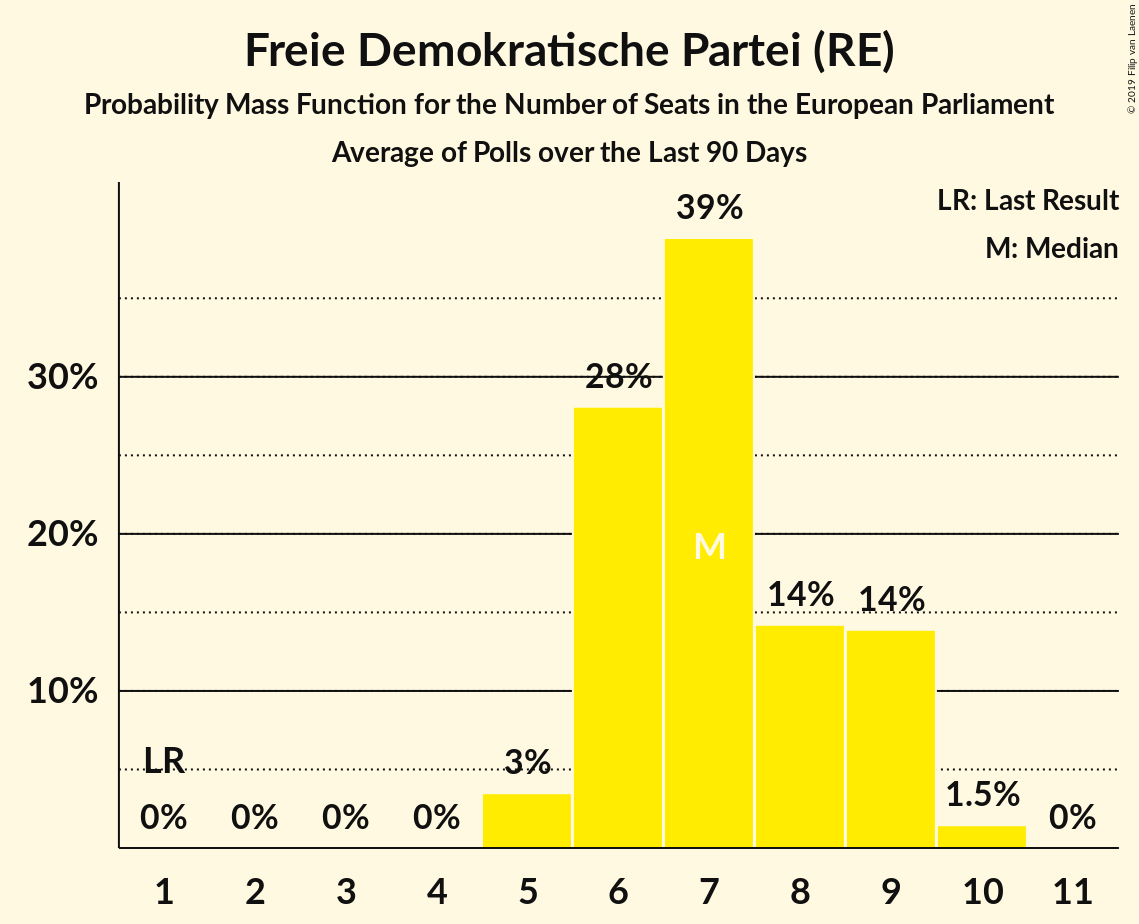 Freie Demokratische Partei (RE)
Probability Mass Function for the Number of Seats in the European Parliament
Average of Polls over the Last 90 Days
© 2019 Filip van Laenen
LR: Last Result
M: Median
39%
30%
28%
20%
M
14%
14%
10%
LR
3%
1.5%
0%
0%
0%
0%
0%
1 2 3 4 5 6 7 8 9 10 11